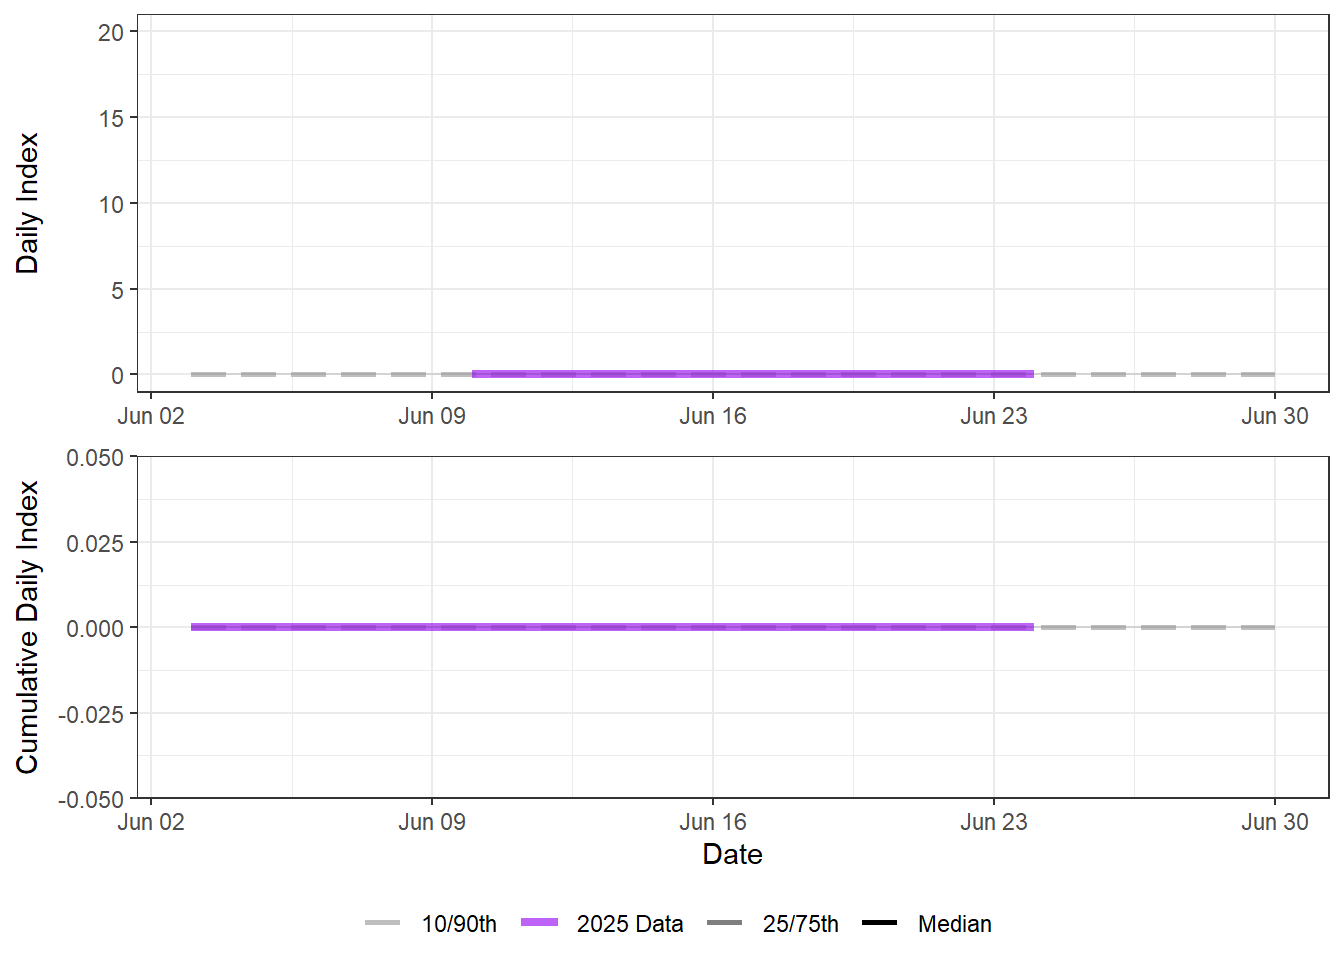 Daily Index
20
15
10
5
0
Jun 02 Jun 09 Jun 16 Jun 23 Jun 30
Cumulative Daily Index
0.050
0.025
0.000
-0.025
-0.050
Jun 02 Jun 09 Jun 16 Jun 23 Jun 30
Date
10/90th 2025 Data 25/75th Median